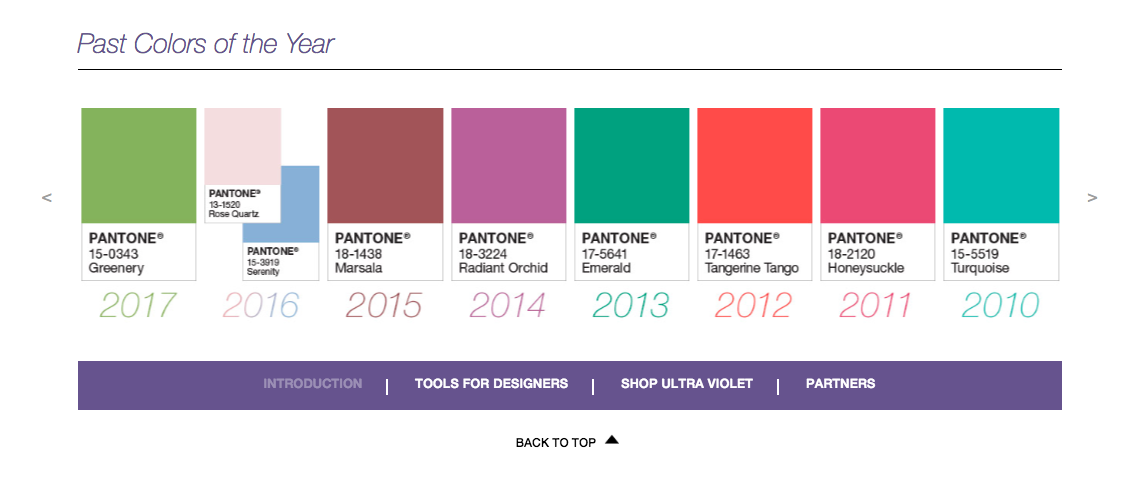 Past Colors of the Year
<
PANTONE®
15-0343
Greenery
2017
PANTONE®
13-1520
Rose Quartz
PANTONE®
15-3919
Serenity
2016
PANTONE®
18-1438
Marsala
2015
PANTONE®
18-3224
Radiant Orchid
2014
PANTONE®
17-5641
Emerald
2013
PANTONE®
17-1463
Tangerine Tango
2012
PANTONE®
18-2120
Honeysuckle
2011
PANTONE®
15-5519
Turquoise
2010
>
INTRODUCTION | TOOLS FOR DESIGNERS | SHOP ULTRA VIOLET | PARTNERS
BACK TO TOP